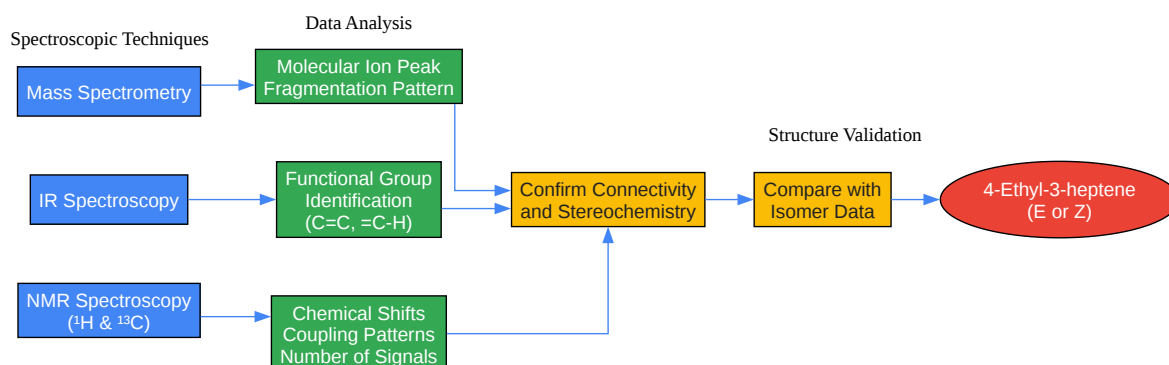 Spectroscopic Techniques
Data Analysis
Mass Spectrometry
Molecular Ion Peak
Fragmentation Pattern
Structure Validation
IR Spectroscopy
Functional Group
Identification
(C=C, =C-H)
Confirm Connectivity
and Stereochemistry
Compare with
Isomer Data
4-Ethyl-3-heptene
(E or Z)
NMR Spectroscopy
(¹H & ¹³C)
Chemical Shifts
Coupling Patterns
Number of Signals